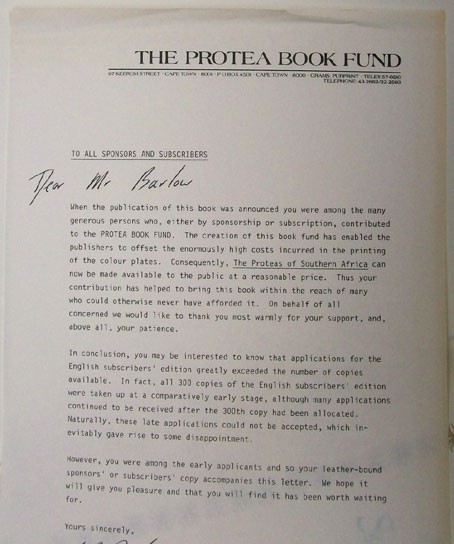 THE PROTEA BOOK FUND
CAPE TOWN · 8001 · P O BOX 4501 · CAPE TOWN · 8000 ·
TELEPHONE
TO ALL SPONSORS AND SUBSCRIBERS
Dear Mr Barlow
When the publication of this book was announced you were among the many
generous persons who, either by sponsorship or subscription, contributed
to the PROTEA BOOK FUND. The creation of this book fund has enabled the
publishers to offset the enormously high costs incurred in the printing
of the colour plates. Consequently, The Proteas of Southern Africa can
now be made available to the public at a reasonable price. Thus your
contribution has helped to bring this book within the reach of many
who could otherwise never have afforded it. On behalf of all
concerned we would like to thank you most warmly for your support, and,
above all, your patience.
In conclusion, you may be interested to know that applications for the
English subscribers' edition greatly exceeded the number of copies
available. In fact, all 300 copies of the English subscribers' edition
were taken up at a comparatively early stage, although many applications
continued to be received after the 300th copy had been allocated.
Naturally, these late applications could not be accepted, which in-
evitably gave rise to some disappointment.
However, you were among the early applicants and so your leather-bound
sponsors' or subscribers' copy accompanies this letter. We hope it
will give you pleasure and that you will find it has been worth waiting
for.
Yours sincerely,